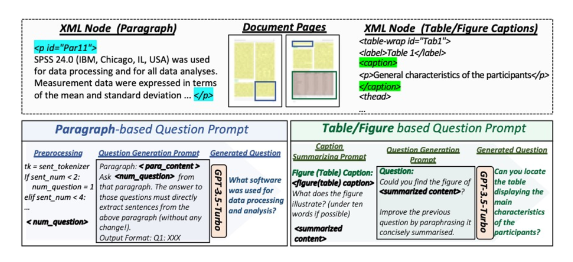 XML Node (Paragraph)
<p id="Par11">
SPSS 24.0 (IBM, Chicago, IL, USA) was used
for data processing and for all data analyses.
Measurement data were expressed in terms
of the mean and standard deviation ... </p>
Document Pages
XML Node (Table/Figure Captions)
<table-wrap id="Tab1">
<label>Table 1</label>
<caption>
<p>General characteristics of the participants</p>
</caption>
<thead>
...
Paragraph-based Question Prompt
Preprocessing
tk = sent_tokenizer
If sent_num < 2:
num_question = 1
elif sent_num < 4:
...
< num_question>
Question Generation Prompt
Paragraph: < para_content >
Ask <num_question> from
that paragraph. The answer to
those questions must directly
extract sentences from the
above paragraph (without any
change!).
Output Format: Q1: XXX
GPT-3.5-Turbo
Generated Question
What software
was used for
data processing
and analysis?
Table/Figure based Question Prompt
Caption
Summarizing Prompt
Figure (Table) Caption:
<figure(table) caption>
What does the figure
illustrate? (under ten
words if possible)
<summarized
content>
Question Generation
Prompt
Question:
Could you find the figure of
<summarized content>?
Improve the previous
question by paraphrasing it
concisely summarised.
GPT-3.5-Turbo
Generated
Question
Can you locate
the table
displaying the
main
characteristics
of the
participants?